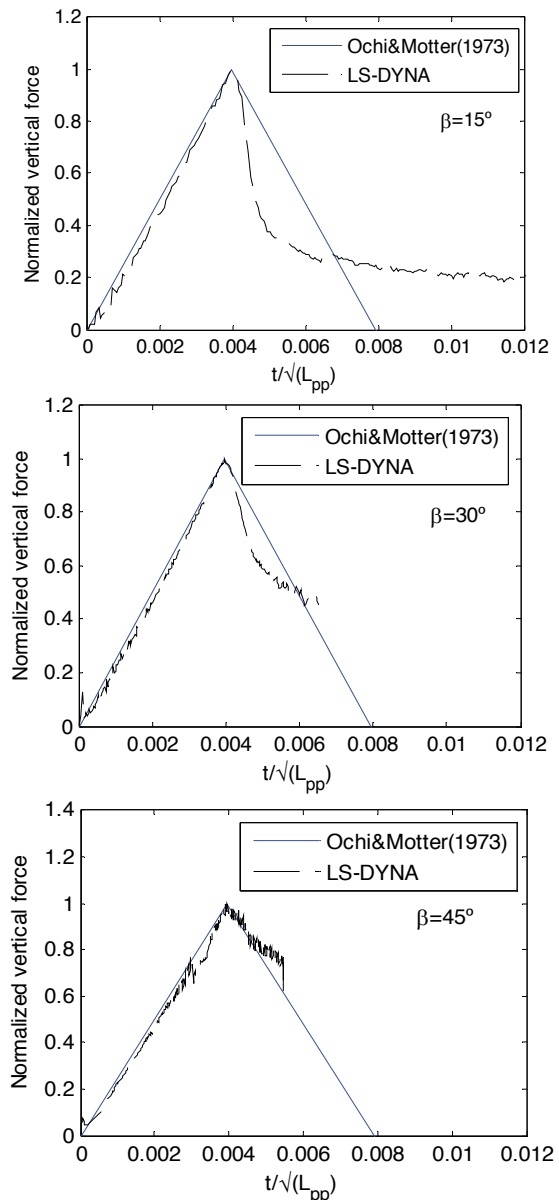 Ochi&Motter(1973)
LS-DYNA
β=15º
Normalized vertical force
1.2
1
0.8
0.6
0.4
0.2
0
0 0.002 0.004 0.006 0.008 0.01 0.012
t/√(Lpp)
Ochi&Motter(1973)
LS-DYNA
β=30º
Normalized vertical force
1.2
1
0.8
0.6
0.4
0.2
0
0 0.002 0.004 0.006 0.008 0.01 0.012
t/√(Lpp)
Ochi&Motter(1973)
LS-DYNA
β=45º
Normalized vertical force
1.4
1.2
1
0.8
0.6
0.4
0.2
0
0 0.002 0.004 0.006 0.008 0.01 0.012
t/√(Lpp)